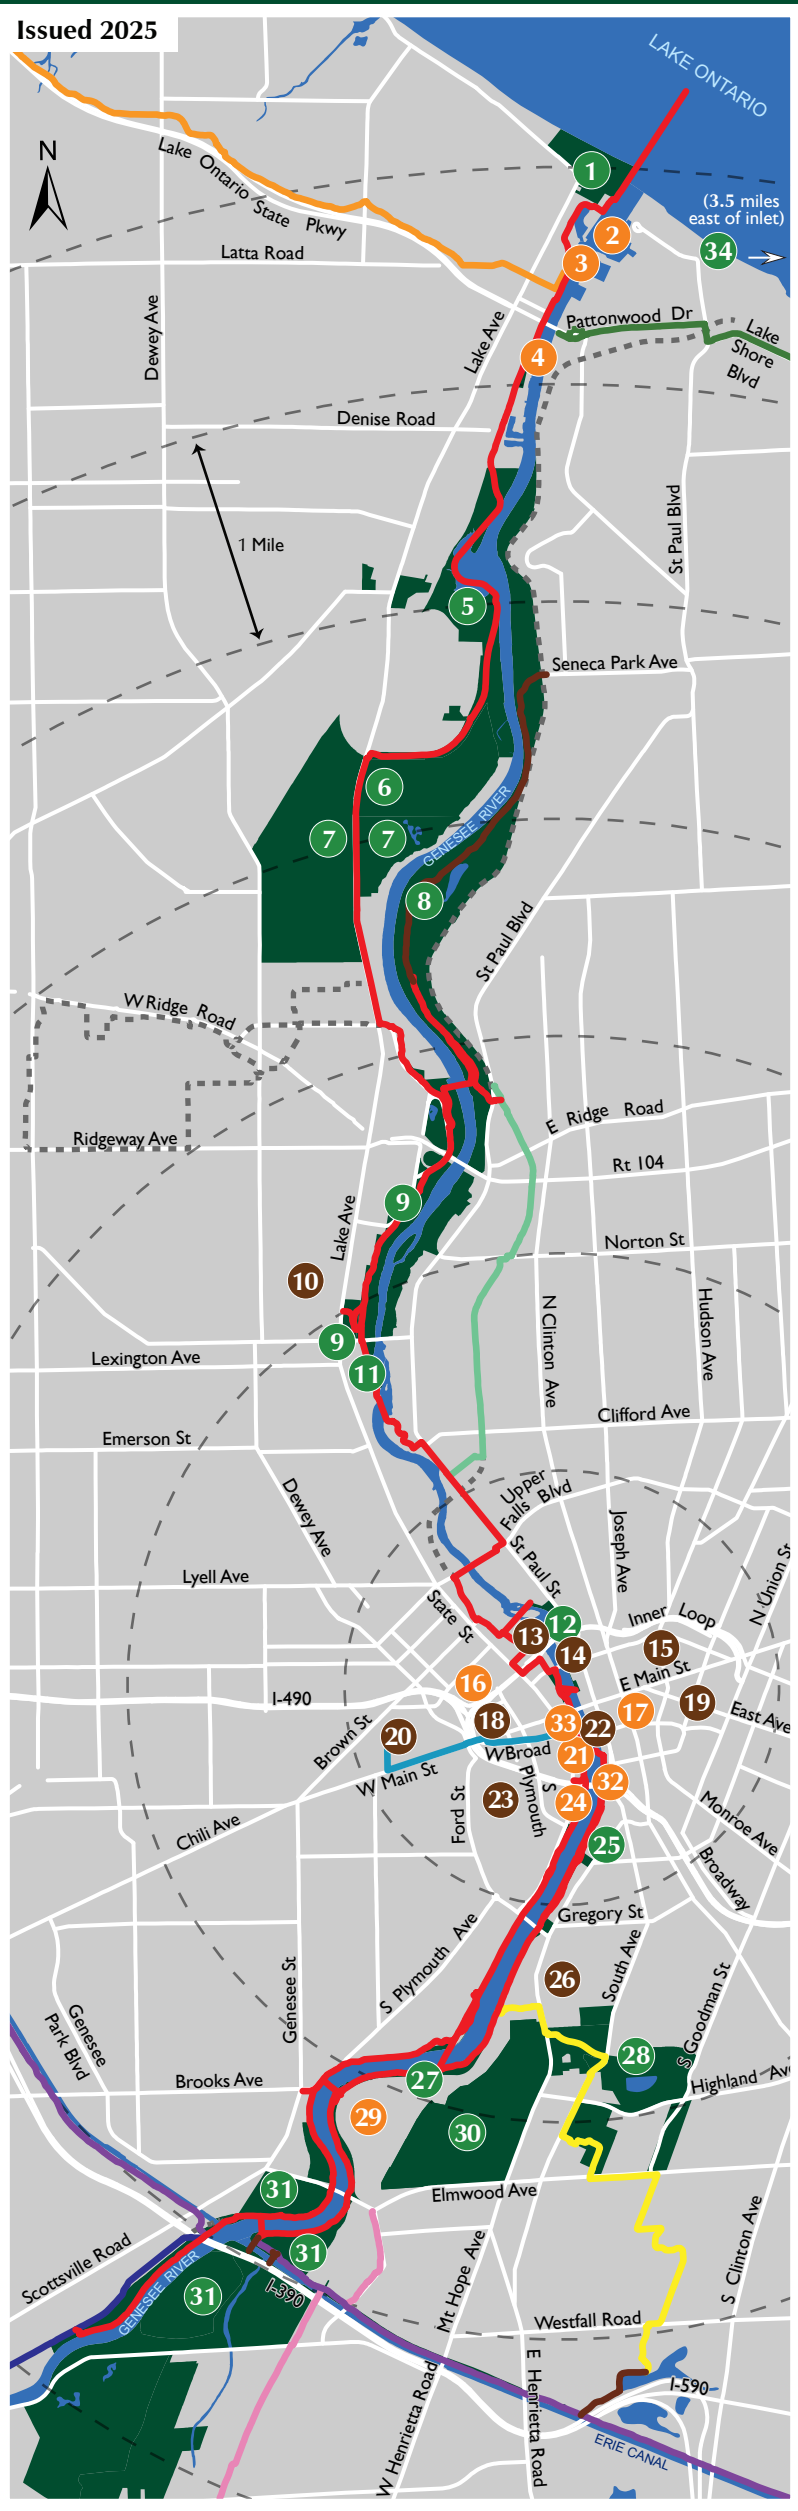 Issued 2025
LAKE ONTARIO
N
Lake Ontario State Pkwy
1
(3.5 miles
east of inlet)
2
34
3
Latta Road
Pattonwood Dr
Lake
Shore
Blvd
Dewey Ave
Lake Ave
4
Denise Road
1 Mile
St Paul Blvd
5
Seneca Park Ave
6
7
7
GENESEE RIVER
8
St Paul Blvd
W Ridge Road
E Ridge Road
Ridgeway Ave
Rt 104
9
Lake Ave
Norton St
10
N Clinton Ave
Hudson Ave
9
Lexington Ave
11
Clifford Ave
Emerson St
Dewey Ave
Upper
Falls Blvd
Joseph Ave
St Paul St
N Union St
Lyell Ave
State St
Inner Loop
12
13
14
15
E Main St
16
I-490
17
19
East Ave
Brown St
18
33
22
20
W Broad
21
W Main St
32
S
Plymouth
23
24
Ford St
Monroe Ave
Chili Ave
25
Broadway
Gregory St
S Plymouth Ave
26
South Ave
Genesee St
S Goodman St
Genesee
Park Blvd
28
Brooks Ave
27
Highland Ave
29
30
31
Elmwood Ave
Scottsville Road
31
GENESEE RIVER
31
I-390
Mt Hope Ave
S Clinton Ave
Westfall Road
W Henrietta Road
E Henrietta Road
I-590
ERIE CANAL